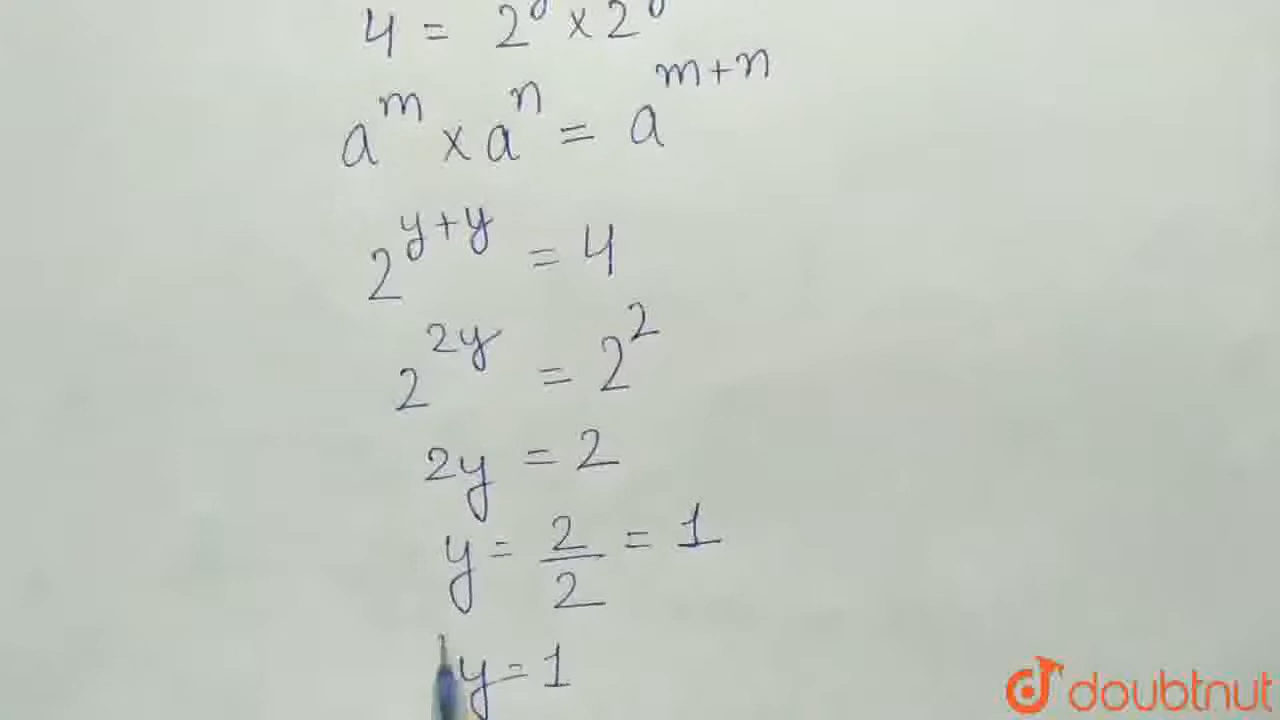 4 = 2^y × 2^y
a^m × a^n = a^(m+n)
2^(y+y) = 4
2^(2y) = 2^2
2y = 2
y = 2/2 = 1
y = 1
doubtnut